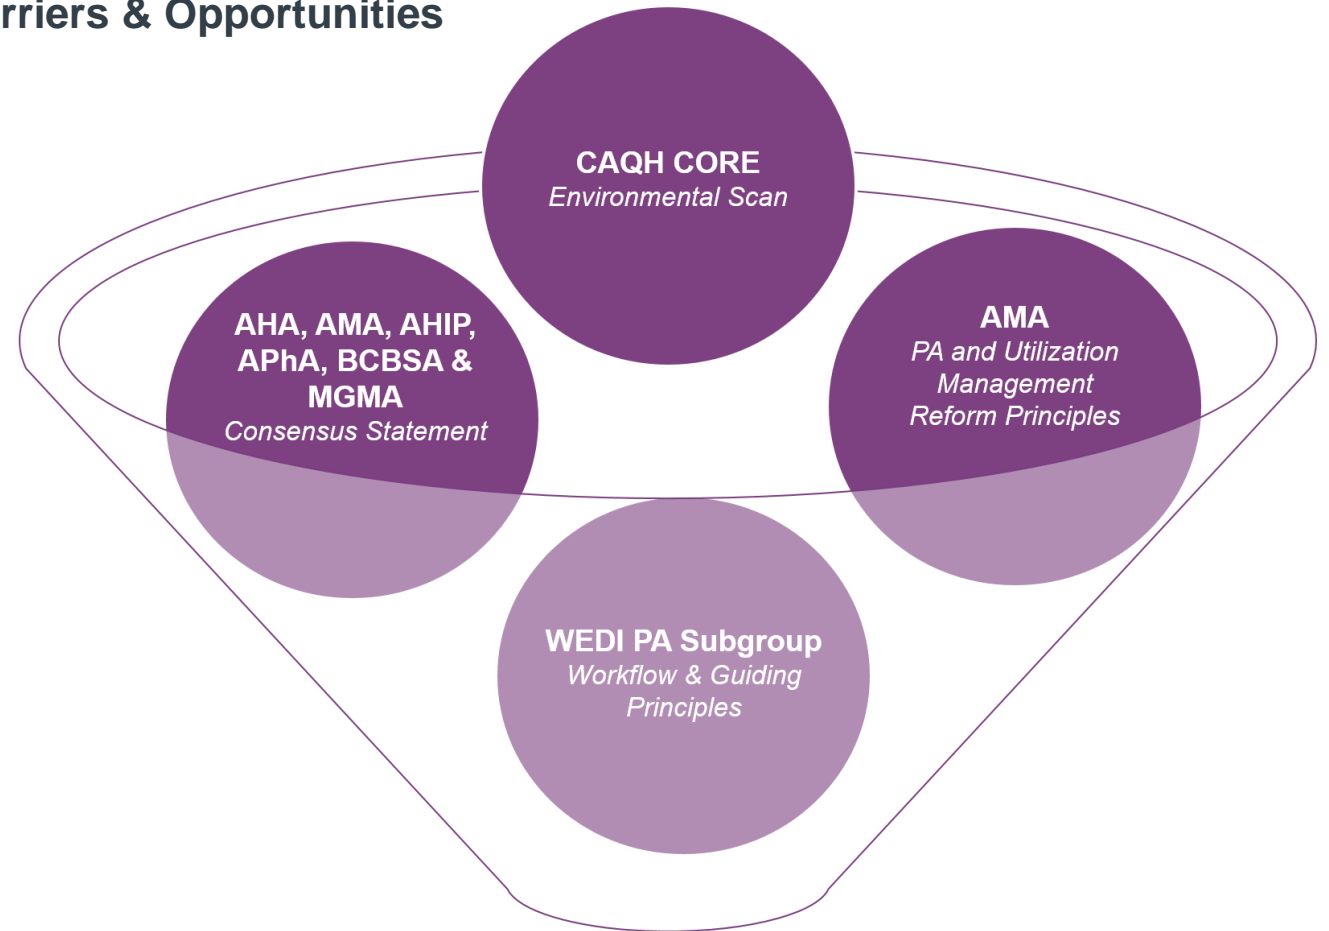 rriers & Opportunities
CAQH CORE
Environmental Scan
AHA, AMA, AHIP,
APhA, BCBSA &
MGMA
Consensus Statement
AMA
PA and Utilization
Management
Reform Principles
WEDI PA Subgroup
Workflow & Guiding
Principles